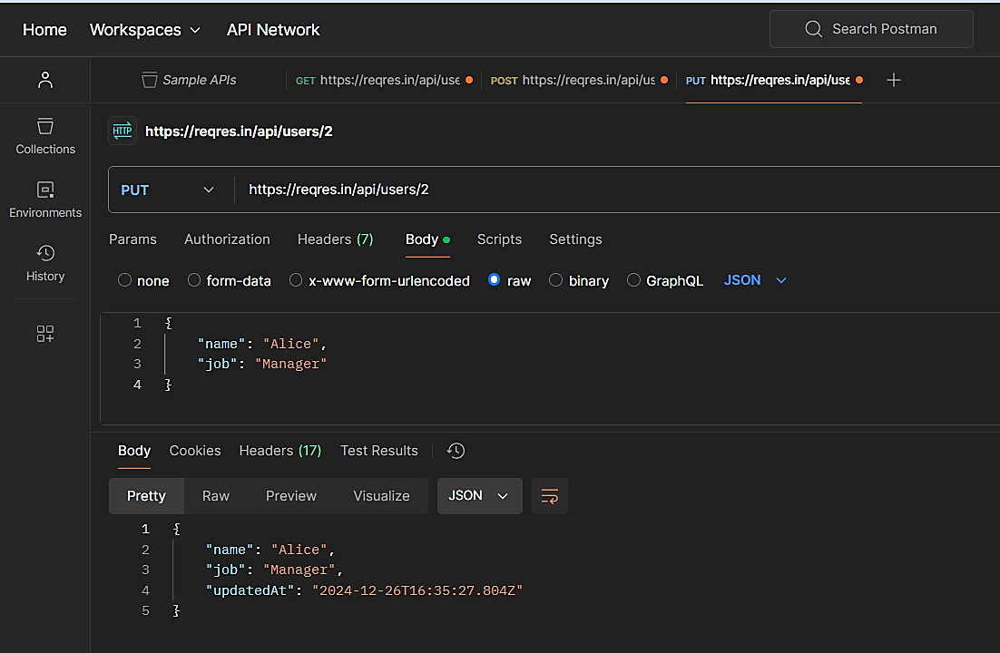 Home Workspaces API Network Search Postman
Sample APIs GET https://reqres.in/api/use POST https://reqres.in/api/us PUT https://reqres.in/api/use
HTTP https://reqres.in/api/users/2
Collections
PUT https://reqres.in/api/users/2
Environments
Params Authorization Headers (7) Body Scripts Settings
History
none form-data x-www-form-urlencoded raw binary GraphQL JSON
1 {
2 "name": "Alice",
3 "job": "Manager"
4 }
Body Cookies Headers (17) Test Results
Pretty Raw Preview Visualize JSON
1 {
2 "name": "Alice",
3 "job": "Manager",
4 "updatedAt": "2024-12-26T16:35:27.804Z"
5 }